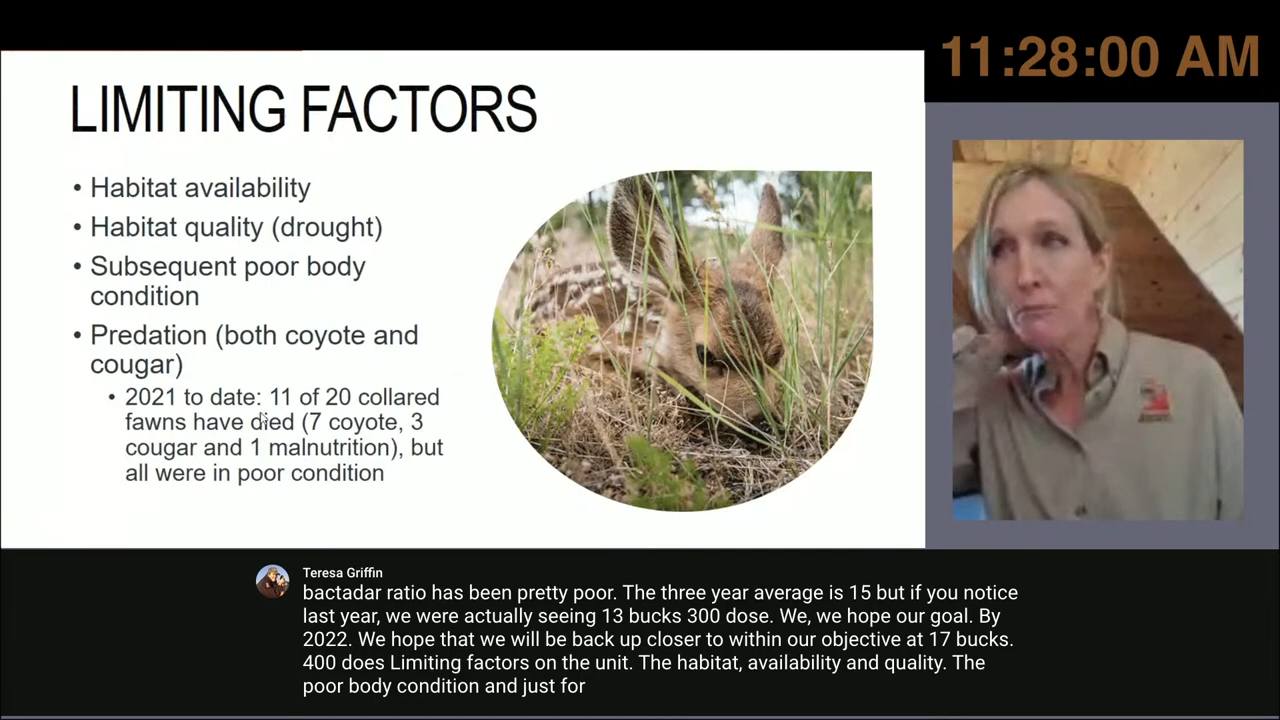 11:28:00 AM
LIMITING FACTORS
• Habitat availability
• Habitat quality (drought)
• Subsequent poor body
condition
• Predation (both coyote and
cougar)
• 2021 to date: 11 of 20 collared
fawns have died (7 coyote, 3
cougar and 1 malnutrition), but
all were in poor condition
Teresa Griffin
bactadar ratio has been pretty poor. The three year average is 15 but if you notice
last year, we were actually seeing 13 bucks 300 dose. We, we hope our goal. By
2022. We hope that we will be back up closer to within our objective at 17 bucks.
400 does Limiting factors on the unit. The habitat, availability and quality. The
poor body condition and just for